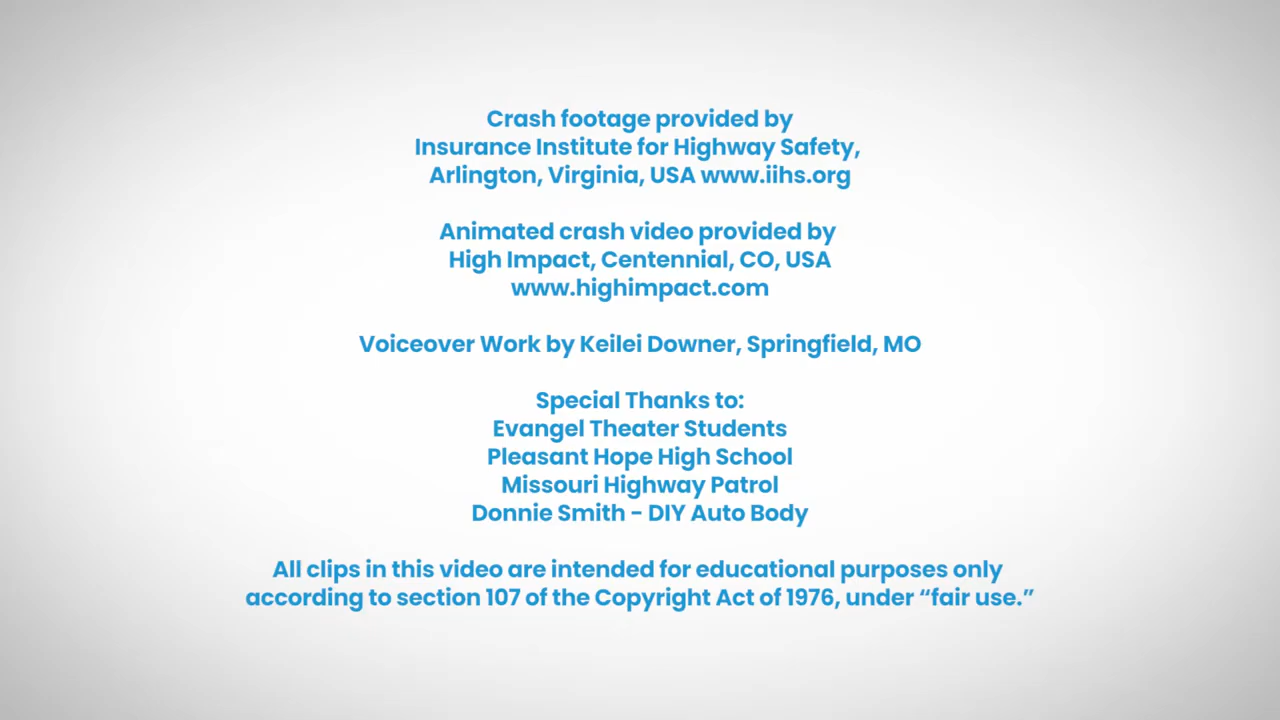 Crash footage provided by
Insurance Institute for Highway Safety,
Arlington, Virginia, USA www.iihs.org
Animated crash video provided by
High Impact, Centennial, CO, USA
www.highimpact.com
Voiceover Work by Keilei Downer, Springfield, MO
Special Thanks to:
Evangel Theater Students
Pleasant Hope High School
Missouri Highway Patrol
Donnie Smith - DIY Auto Body
All clips in this video are intended for educational purposes only
according to section 107 of the Copyright Act of 1976, under “fair use.”